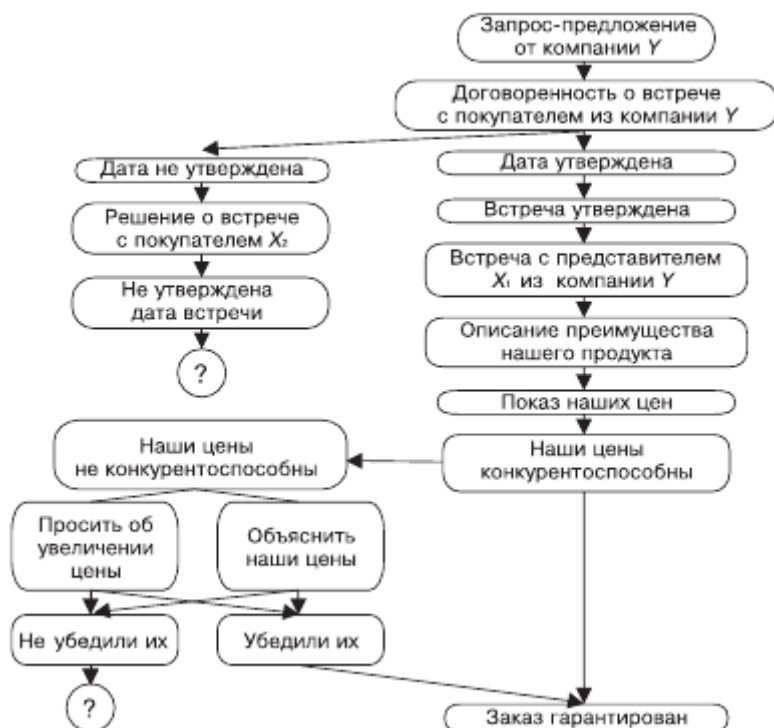 Запрос-предложение
от компании Y
Договоренность о встрече
с покупателем из компании Y
Дата не утверждена
Дата утверждена
Решение о встрече
с покупателем X₂
Встреча утверждена
Не утверждена
дата встречи
Встреча с представителем
X₁ из компании Y
?
Описание преимущества
нашего продукта
Показ наших цен
Наши цены
не конкурентоспособны
Наши цены
конкурентоспособны
Просить об
увеличении
цены
Объяснить
наши цены
Не убедили их
Убедили их
?
Заказ гарантирован